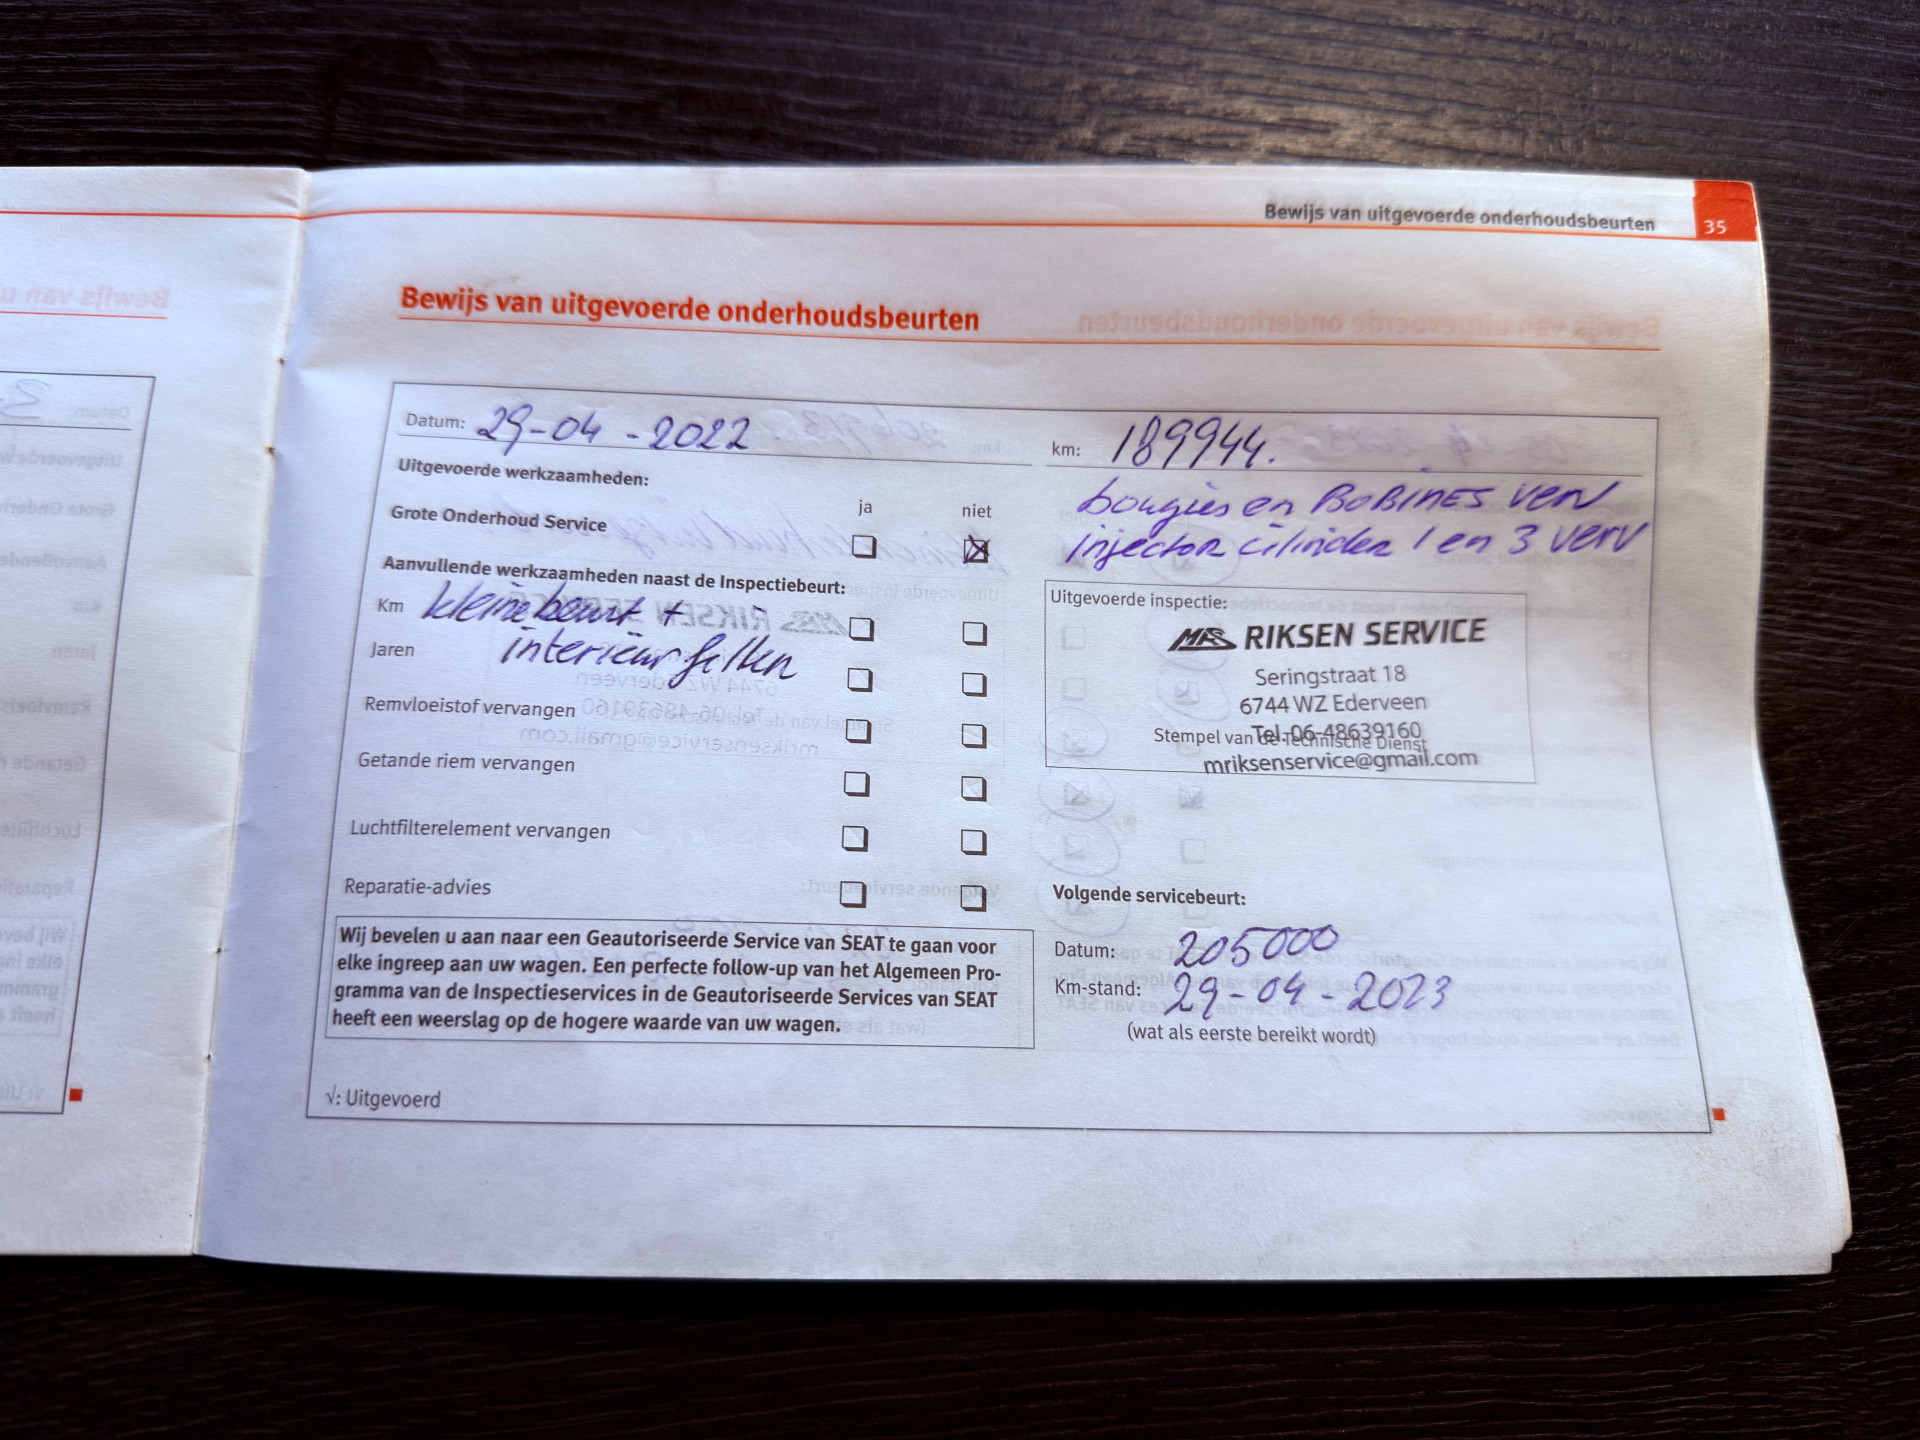 Bewijs van uitgevoerde onderhoudsbeurten 35
Bewijs van uitgevoerde onderhoudsbeurten
Datum: 29-04-2022
km: 189944.
Uitgevoerde werkzaamheden:
bougies en BOBINES verv
injector cilinder 1 en 3 verv
ja niet
Grote Onderhoud Service
Aanvullende werkzaamheden naast de Inspectiebeurt:
Km kleine beurt +
Jaren interieur
Remvloeistof vervangen
Getande riem vervangen
Luchtfilterelement vervangen
Reparatie-advies
Uitgevoerde inspectie:
RIKSEN SERVICE
Seringstraat 18
6744 WZ Ederveen
Tel. 06-48639160
Stempel van de Technische Dienst
mriksenservice@gmail.com
Wij bevelen u aan naar een Geautoriseerde Service van SEAT te gaan voor
elke ingreep aan uw wagen. Een perfecte follow-up van het Algemeen Pro-
gramma van de Inspectieservices in de Geautoriseerde Services van SEAT
heeft een weerslag op de hogere waarde van uw wagen.
Volgende servicebeurt:
Datum: 205000
Km-stand: 29-04-2023
(wat als eerste bereikt wordt)
√: Uitgevoerd